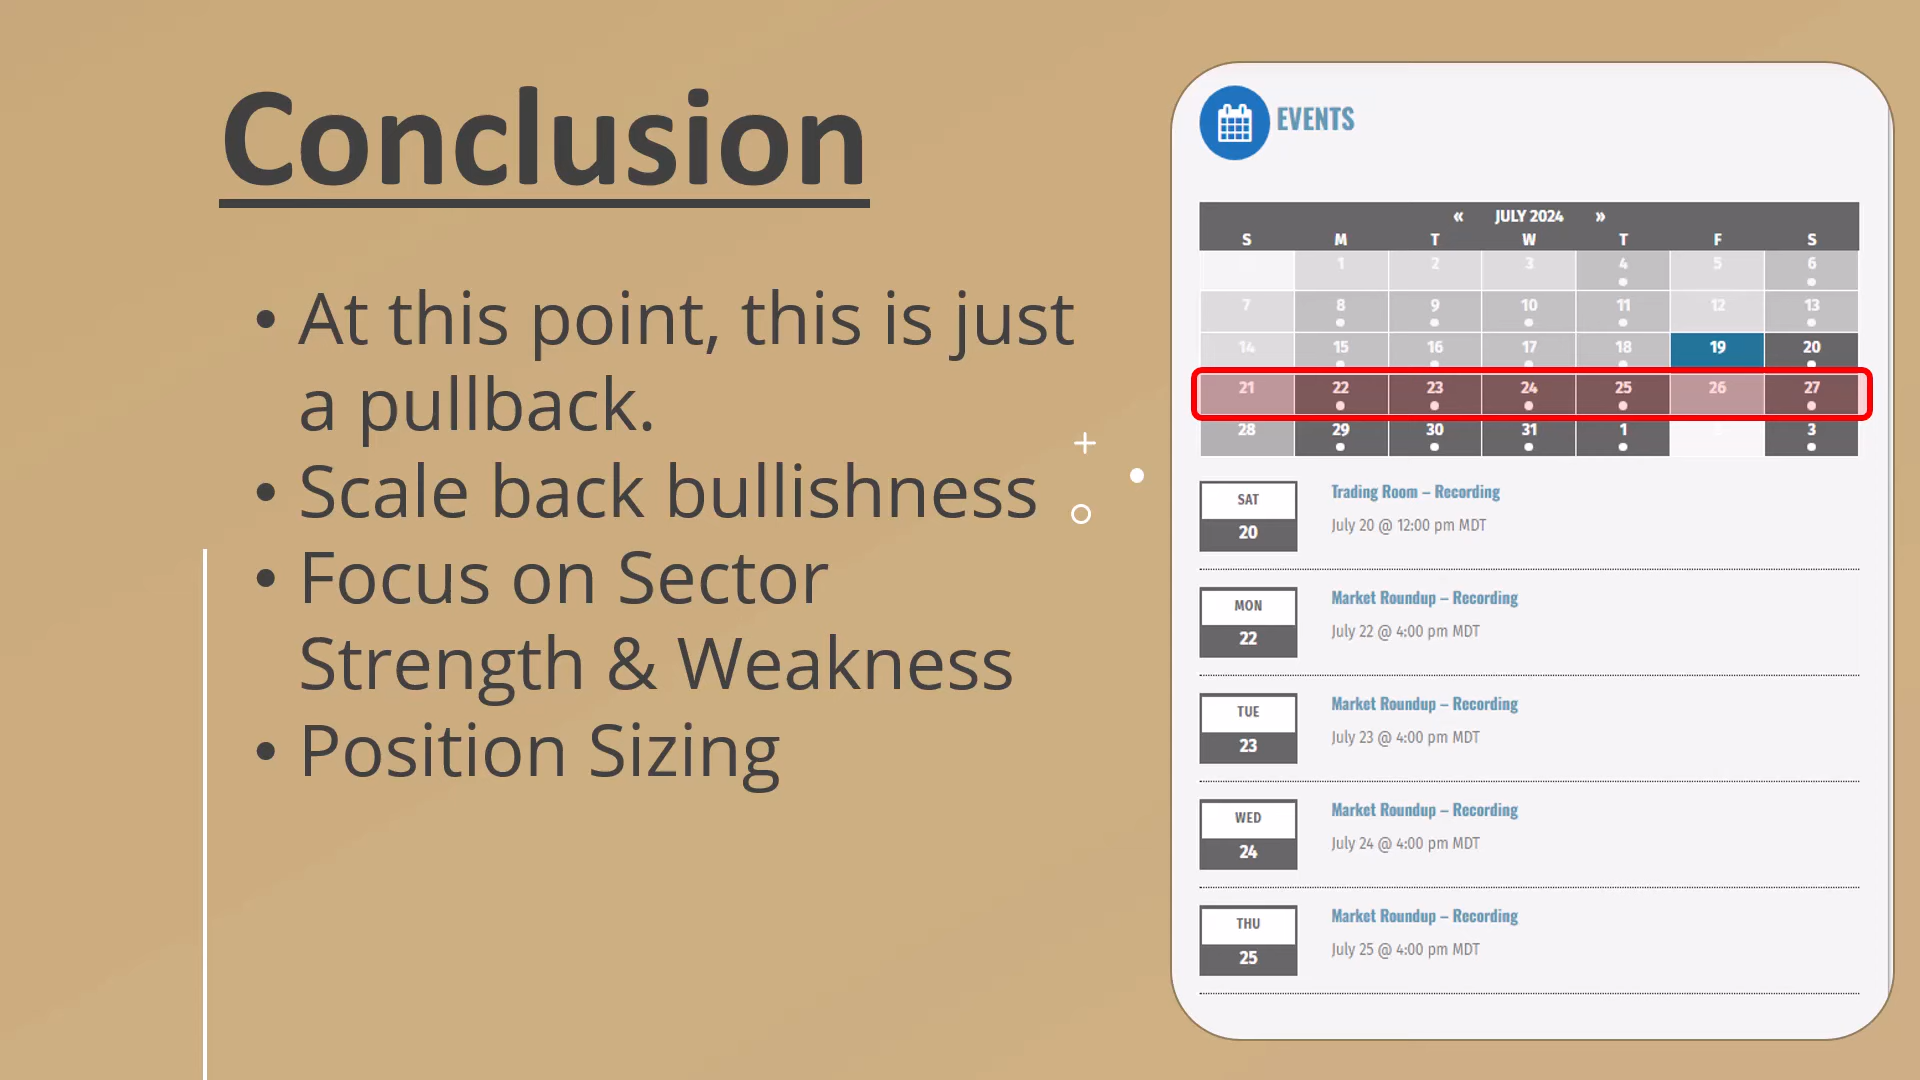 Conclusion
• At this point, this is just
a pullback.
• Scale back bullishness
• Focus on Sector
Strength & Weakness
• Position Sizing
EVENTS
« JULY 2024 »
S M T W T F S
1 2 3 4 5 6
7 8 9 10 11 12 13
14 15 16 17 18 19 20
21 22 23 24 25 26 27
28 29 30 31 1 3
SAT
20
Trading Room – Recording
July 20 @ 12:00 pm MDT
MON
22
Market Roundup – Recording
July 22 @ 4:00 pm MDT
TUE
23
Market Roundup – Recording
July 23 @ 4:00 pm MDT
WED
24
Market Roundup – Recording
July 24 @ 4:00 pm MDT
THU
25
Market Roundup – Recording
July 25 @ 4:00 pm MDT